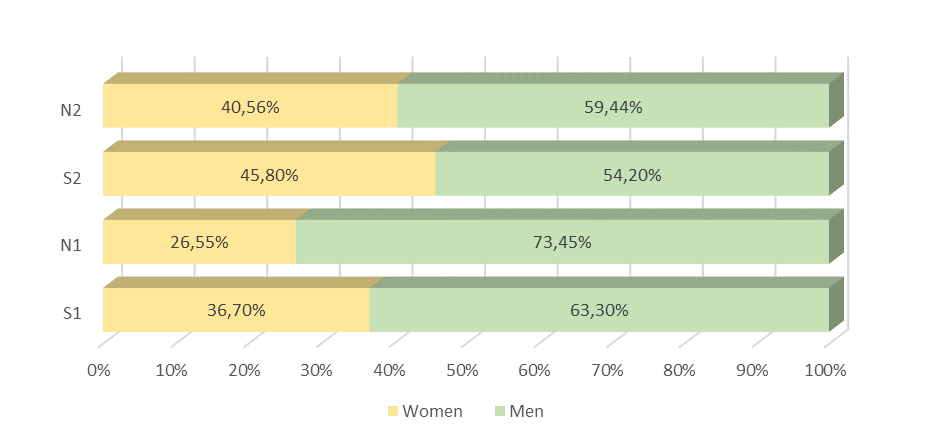 N2 40,56% 59,44%
S2 45,80% 54,20%
N1 26,55% 73,45%
S1 36,70% 63,30%
0% 10% 20% 30% 40% 50% 60% 70% 80% 90% 100%
Women Men